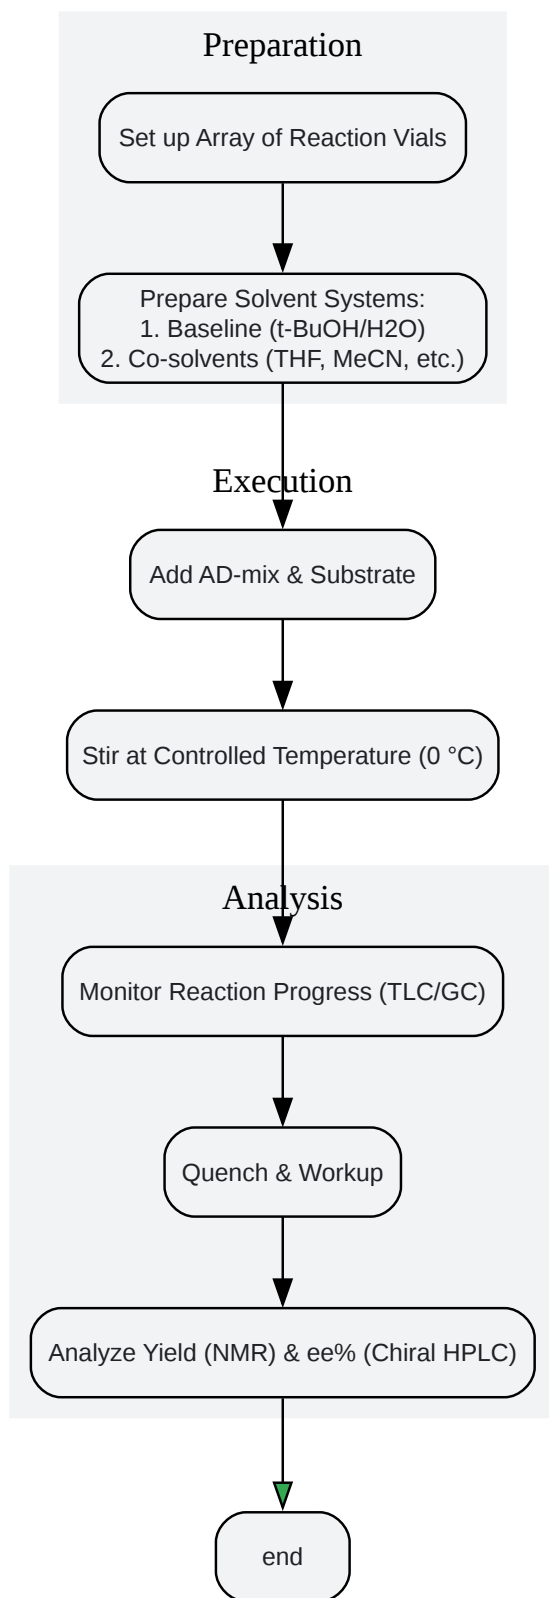 Preparation
Set up Array of Reaction Vials
Prepare Solvent Systems:
1. Baseline (t-BuOH/H2O)
2. Co-solvents (THF, MeCN, etc.)
Execution
Add AD-mix & Substrate
Stir at Controlled Temperature (0 °C)
Analysis
Monitor Reaction Progress (TLC/GC)
Quench & Workup
Analyze Yield (NMR) & ee% (Chiral HPLC)
end